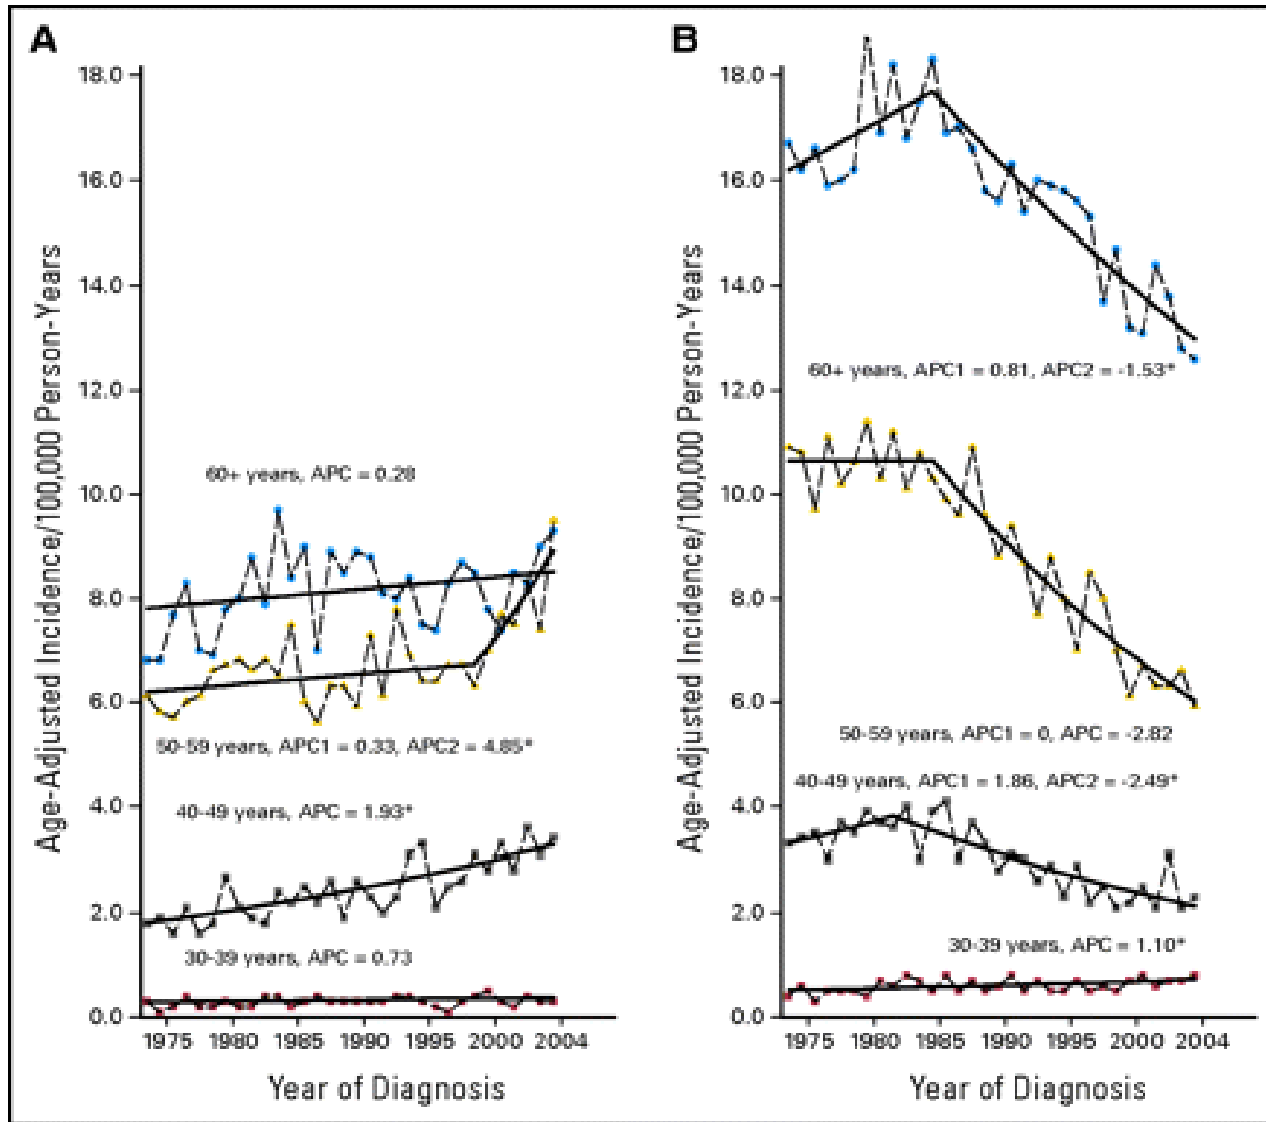 A
Age-Adjusted Incidence/100,000 Person-Years
18.0
16.0
14.0
12.0
10.0
8.0
6.0
4.0
2.0
0.0
60+ years, APC = 0.28
50-59 years, APC1 = 0.33, APC2 = 4.85*
40-49 years, APC = 1.93*
30-39 years, APC = 0.73
1975 1980 1985 1990 1995 2000 2004
Year of Diagnosis
B
Age-Adjusted Incidence/100,000 Person-Years
18.0
16.0
14.0
12.0
10.0
8.0
6.0
4.0
2.0
0.0
60+ years, APC1 = 0.81, APC2 = -1.53*
50-59 years, APC1 = 0, APC = -2.82
40-49 years, APC1 = 1.86, APC2 = -2.49*
30-39 years, APC = 1.10*
1975 1980 1985 1990 1995 2000 2004
Year of Diagnosis